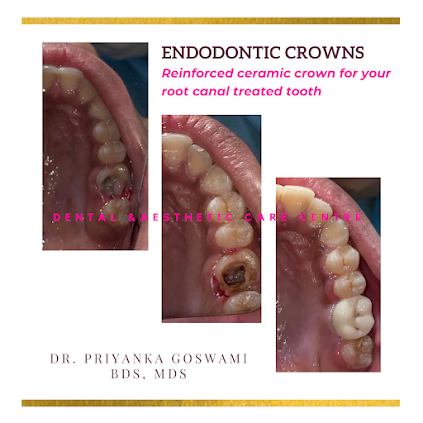 ENDODONTIC CROWNS
Reinforced ceramic crown for your
root canal treated tooth
DENTAL &AESTHETIC CARE CENTRE
DR. PRIYANKA GOSWAMI
BDS, MDS